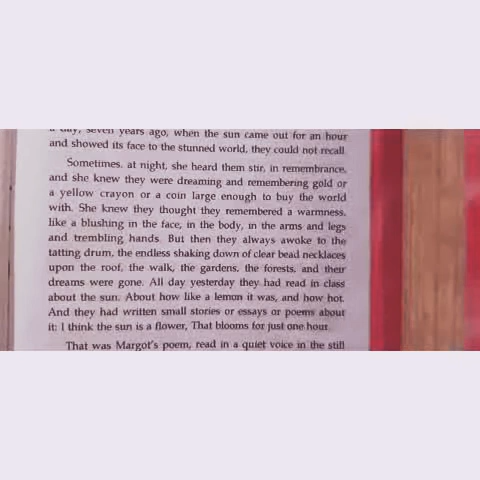 a day, seven years ago, when the sun came out for an hour
and showed its face to the stunned world, they could not recall.
Sometimes, at night, she heard them stir, in remembrance,
and she knew they were dreaming and remembering gold or
a yellow crayon or a coin large enough to buy the world
with. She knew they thought they remembered a warmness,
like a blushing in the face, in the body, in the arms and legs
and trembling hands. But then they always awoke to the
tatting drum, the endless shaking down of clear bead necklaces
upon the roof, the walk, the gardens, the forests, and their
dreams were gone. All day yesterday they had read in class
about the sun. About how like a lemon it was, and how hot.
And they had written small stories or essays or poems about
it: I think the sun is a flower, That blooms for just one hour.
That was Margot's poem, read in a quiet voice in the still